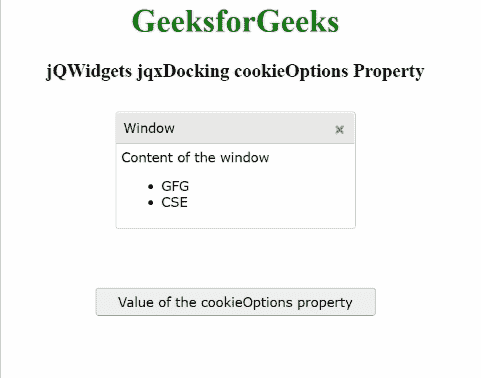 GeeksforGeeks
jQWidgets jqxDocking cookieOptions Property
Window
Content of the window
GFG
CSE
Value of the cookieOptions property